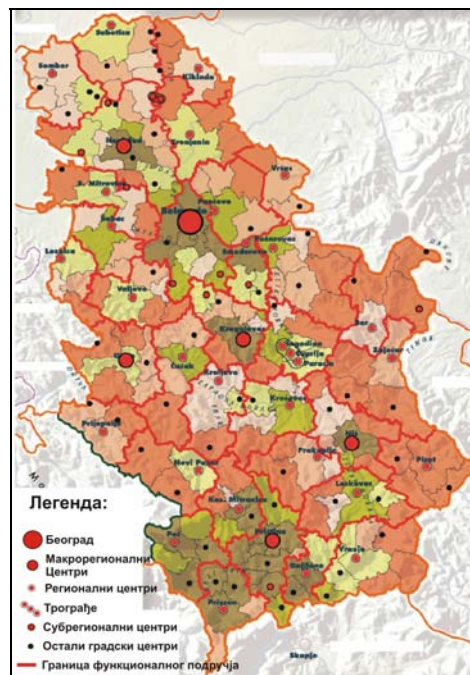 Subotica
Sombor
Kikinda
Zrenjanin
Vršac
S. Mitrovica
Pančevo
Šabac
Smederevo
Požarevac
Loznica
Valjevo
Kragujevac
Jagodina
Ćuprija
Paraćin
Bor
Zaječar
TIMOK
Čačak
Kraljevo
Kruševac
Prijepolje
Niš
Prokuplje
Pirot
Novi Pazar
Leskovac
Kos. Mitrovica
Peć
Priština
Vranje
Gnjilane
Prizren
Skopje
Легенда:
Београд
Макрорегионални
Центри
Регионални центри
Трограђе
Субрегионални центри
Остали градски центри
Граница функционалног подручја